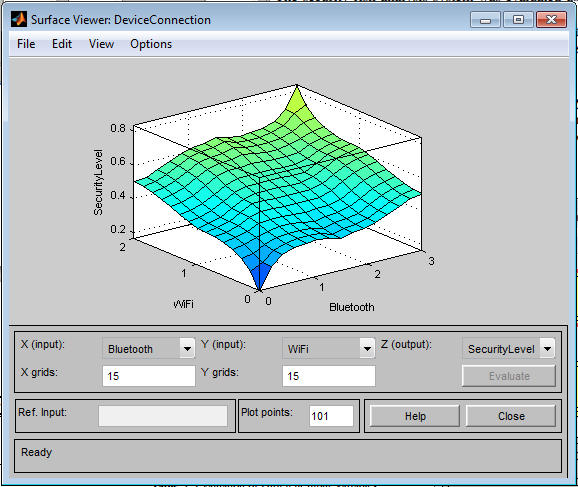 Surface Viewer: DeviceConnection
File Edit View Options
0.8
0.6
0.4
0.2
SecurityLevel
2
1
0
WiFi
0
1
2
3
Bluetooth
X (input): Bluetooth Y (input): WiFi Z (output): SecurityLevel
X grids: 15 Y grids: 15 Evaluate
Ref. Input: Plot points: 101 Help Close
Ready